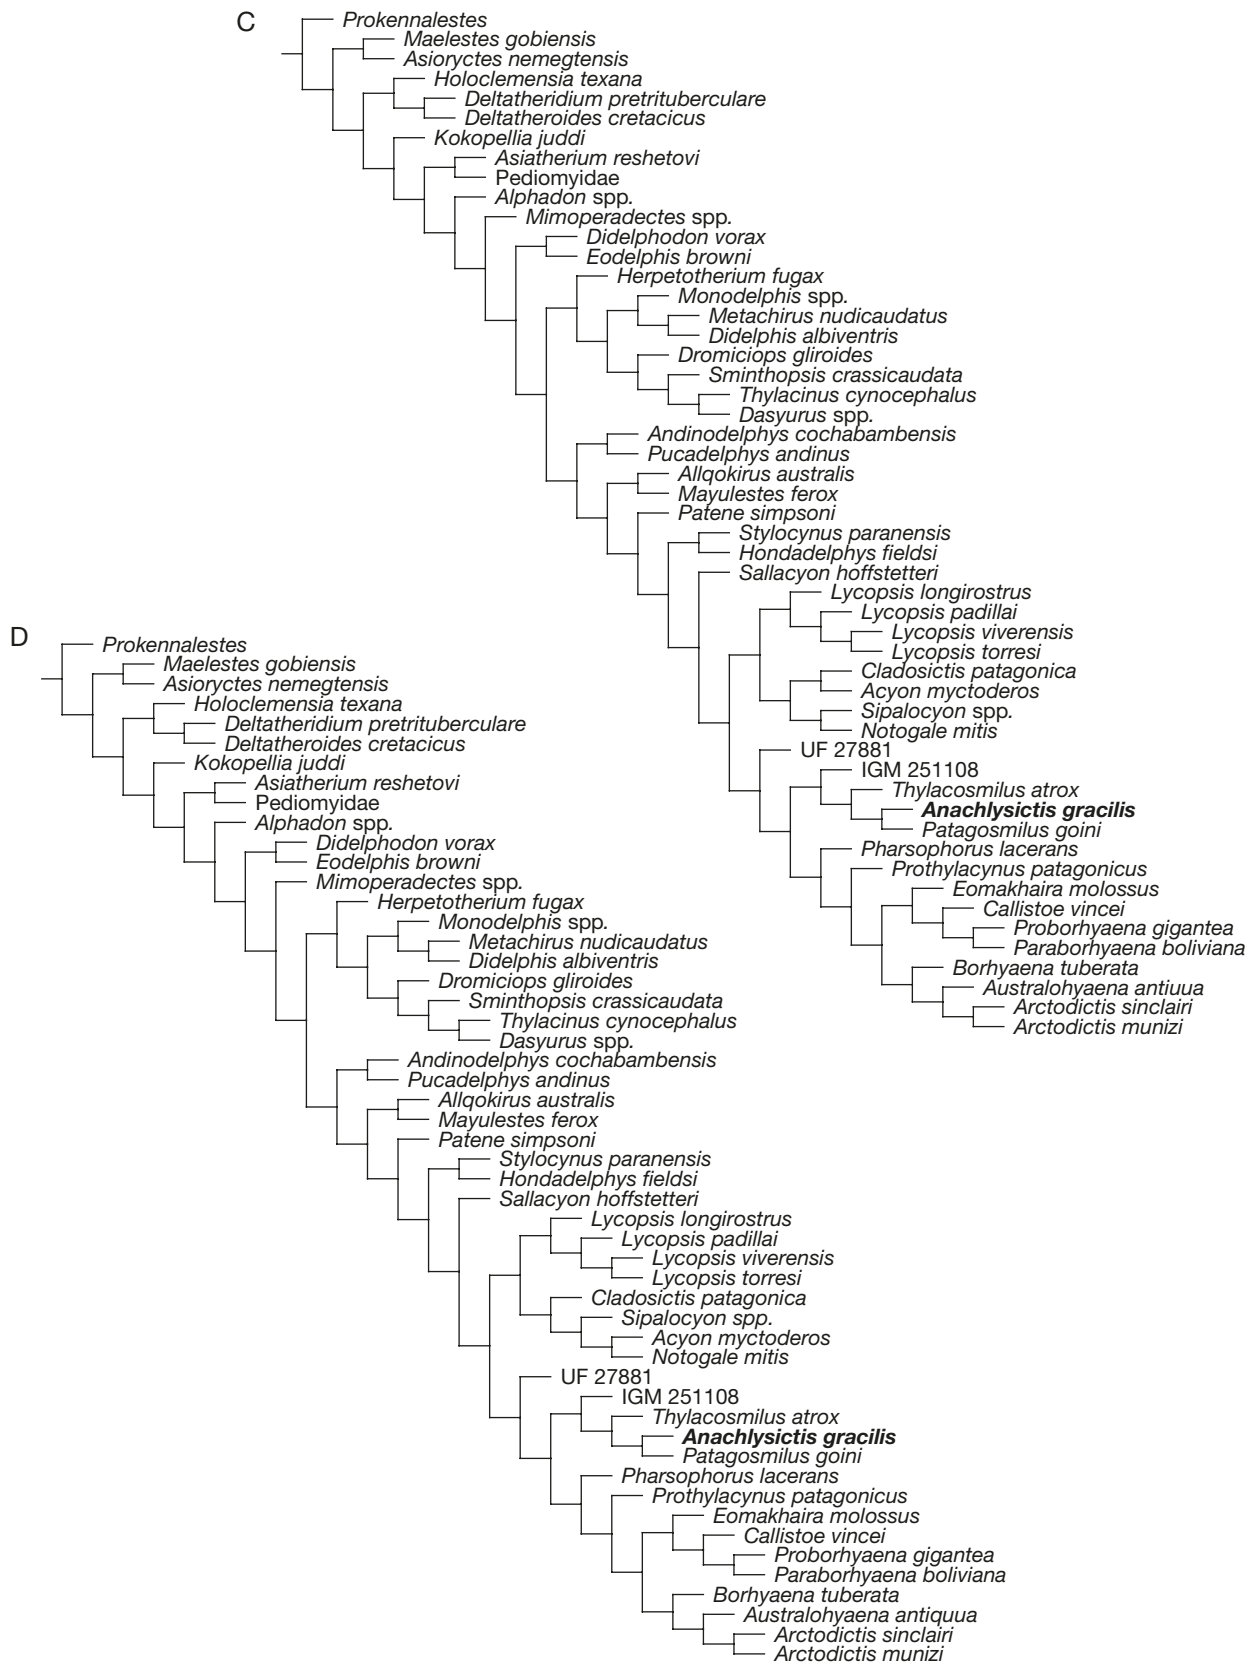 C
Prokennalestes
Maelestes gobiensis
Asioryctes nemegtensis
Holoclemensia texana
Deltatheridium pretrituberculare
Deltatheroides cretacicus
Kokopellia juddi
Asiatherium reshetovi
Pediomyidae
Alphadon spp.
Mimoperadectes spp.
Didelphodon vorax
Eodelphis browni
Herpetotherium fugax
Monodelphis spp.
Metachirus nudicaudatus
Didelphis albiventris
Dromiciops gliroides
Sminthopsis crassicaudata
Thylacinus cynocephalus
Dasyurus spp.
Andinodelphys cochabambensis
Pucadelphys andinus
Allqokirus australis
Mayulestes ferox
Patene simpsoni
Stylocynus paranensis
Hondadelphys fieldsi
Sallacyon hoffstetteri
Lycopsis longirostrus
Lycopsis padillai
Lycopsis viverensis
Lycopsis torresi
Cladosictis patagonica
Acyon myctoderos
Sipalocyon spp.
Notogale mitis
UF 27881
IGM 251108
Thylacosmilus atrox
Anachlysictis gracilis
Patagosmilus goini
Pharsophorus lacerans
Prothylacynus patagonicus
Eomakhaira molossus
Callistoe vincei
Proborhyaena gigantea
Paraborhyaena boliviana
Borhyaena tuberata
Australohyaena antiuua
Arctodictis sinclairi
Arctodictis munizi
D
Prokennalestes
Maelestes gobiensis
Asioryctes nemegtensis
Holoclemensia texana
Deltatheridium pretrituberculare
Deltatheroides cretacicus
Kokopellia juddi
Asiatherium reshetovi
Pediomyidae
Alphadon spp.
Didelphodon vorax
Eodelphis browni
Mimoperadectes spp.
Herpetotherium fugax
Monodelphis spp.
Metachirus nudicaudatus
Didelphis albiventris
Dromiciops gliroides
Sminthopsis crassicaudata
Thylacinus cynocephalus
Dasyurus spp.
Andinodelphys cochabambensis
Pucadelphys andinus
Allqokirus australis
Mayulestes ferox
Patene simpsoni
Stylocynus paranensis
Hondadelphys fieldsi
Sallacyon hoffstetteri
Lycopsis longirostrus
Lycopsis padillai
Lycopsis viverensis
Lycopsis torresi
Cladosictis patagonica
Sipalocyon spp.
Acyon myctoderos
Notogale mitis
UF 27881
IGM 251108
Thylacosmilus atrox
Anachlysictis gracilis
Patagosmilus goini
Pharsophorus lacerans
Prothylacynus patagonicus
Eomakhaira molossus
Callistoe vincei
Proborhyaena gigantea
Paraborhyaena boliviana
Borhyaena tuberata
Australohyaena antiquua
Arctodictis sinclairi
Arctodictis munizi